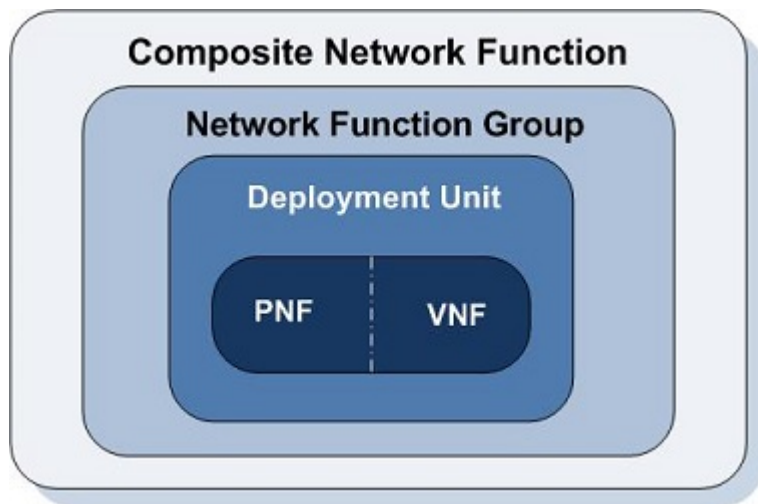 Composite Network Function
Network Function Group
Deployment Unit
PNF
VNF